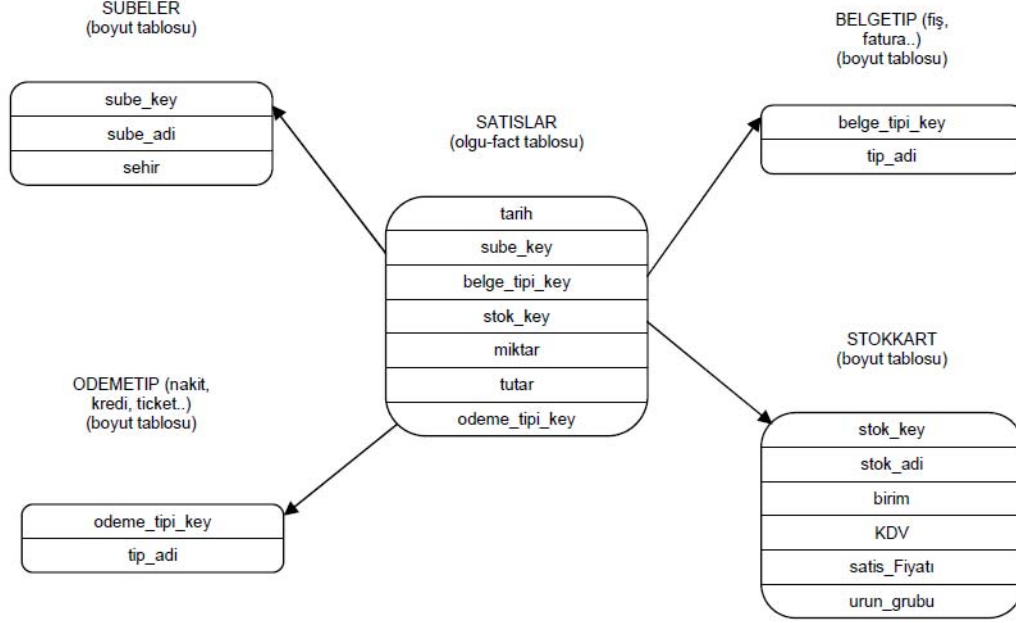 SUBELER
(boyut tablosu)
sube_key
sube_adi
sehir
BELGETIP (fiş,
fatura..)
(boyut tablosu)
belge_tipi_key
tip_adi
SATISLAR
(olgu-fact tablosu)
tarih
sube_key
belge_tipi_key
stok_key
miktar
tutar
odeme_tipi_key
ODEMETIP (nakit,
kredi, ticket..)
(boyut tablosu)
odeme_tipi_key
tip_adi
STOKKART
(boyut tablosu)
stok_key
stok_adi
birim
KDV
satis_Fiyatı
urun_grubu